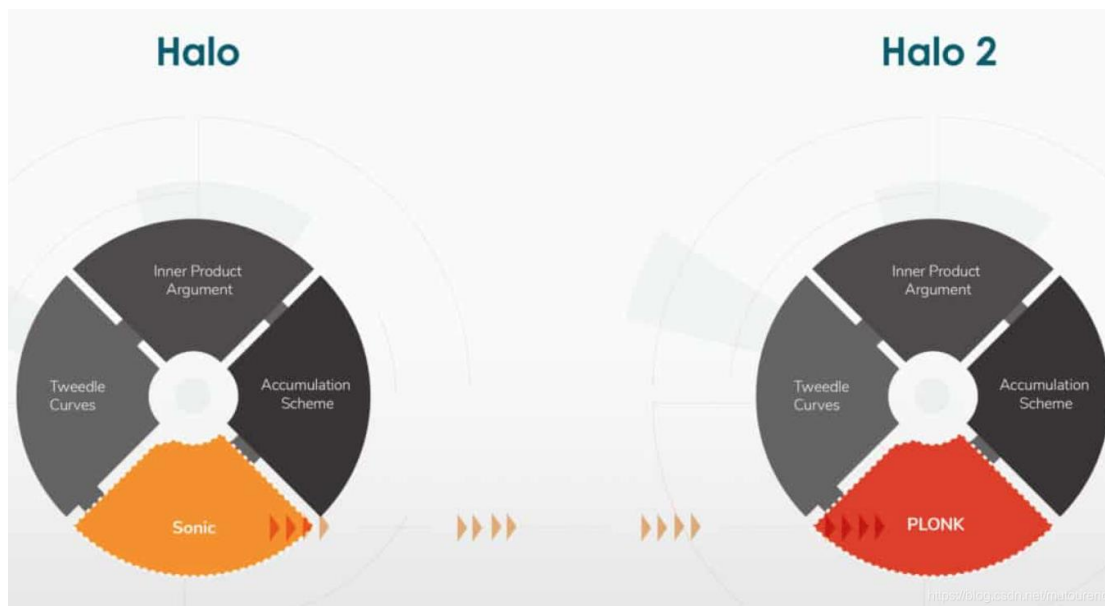 Halo
Halo 2
Inner Product
Argument
Tweedle
Curves
Accumulation
Scheme
Sonic
Inner Product
Argument
Tweedle
Curves
Accumulation
Scheme
PLONK